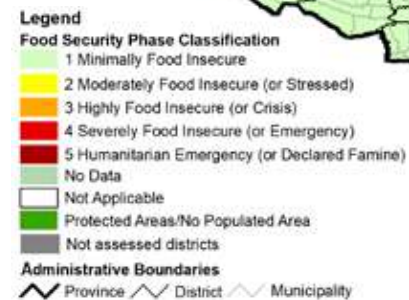 Legend
Food Security Phase Classification
1 Minimally Food Insecure
2 Moderately Food Insecure (or Stressed)
3 Highly Food Insecure (or Crisis)
4 Severely Food Insecure (or Emergency)
5 Humanitarian Emergency (or Declared Famine)
No Data
Not Applicable
Protected Areas/No Populated Area
Not assessed districts
Administrative Boundaries
Province District Municipality